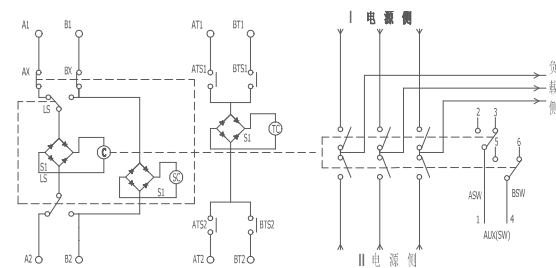 A1 B1 AT1 BT1 I 电 源 侧
AX BX ATS1 BTS1
负
载
侧
LS
2 3
S1 TC
C
5 6
S1 SC
LS S1
ASW BSW
ATS2 BTS2
1 4
AUX(SW)
A2 B2 AT2 BT2 II 电 源 侧